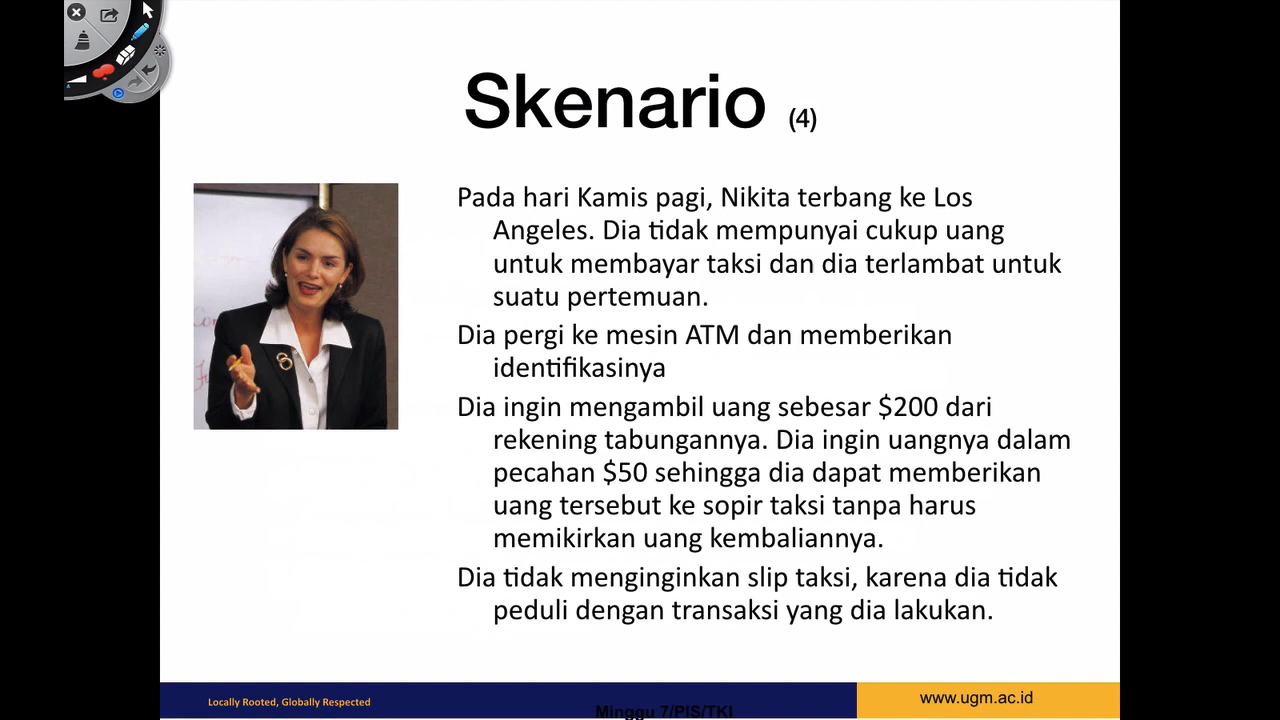 Skenario (4)
Pada hari Kamis pagi, Nikita terbang ke Los
Angeles. Dia tidak mempunyai cukup uang
untuk membayar taksi dan dia terlambat untuk
suatu pertemuan.
Dia pergi ke mesin ATM dan memberikan
identifikasinya
Dia ingin mengambil uang sebesar $200 dari
rekening tabungannya. Dia ingin uangnya dalam
pecahan $50 sehingga dia dapat memberikan
uang tersebut ke sopir taksi tanpa harus
memikirkan uang kembaliannya.
Dia tidak menginginkan slip taksi, karena dia tidak
peduli dengan transaksi yang dia lakukan.
Locally Rooted, Globally Respected
Minggu 7/PIS/TKI
www.ugm.ac.id